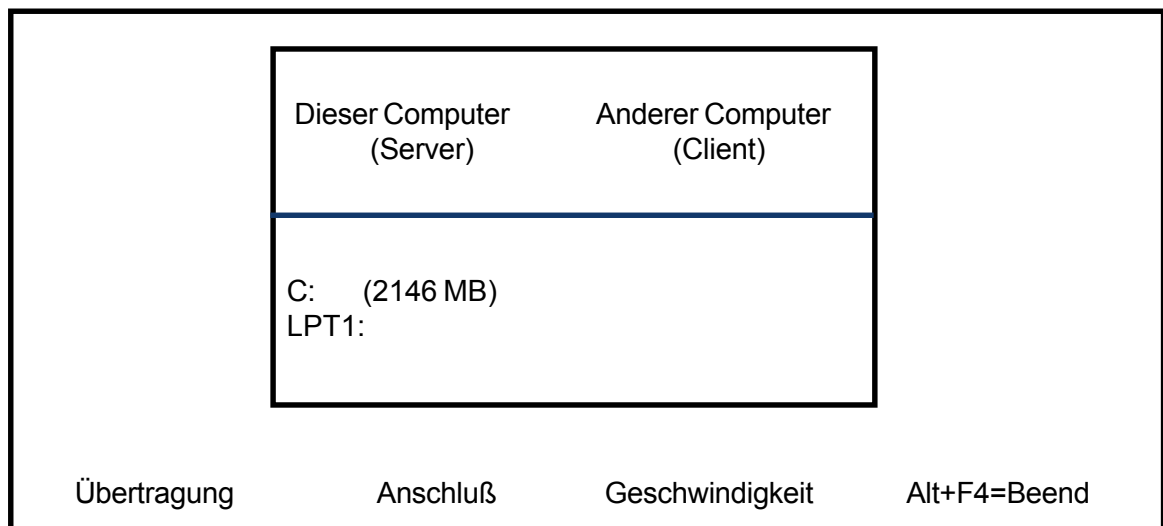 Dieser Computer Anderer Computer
(Server) (Client)
C: (2146 MB)
LPT1:
Übertragung Anschluß Geschwindigkeit Alt+F4=Beend